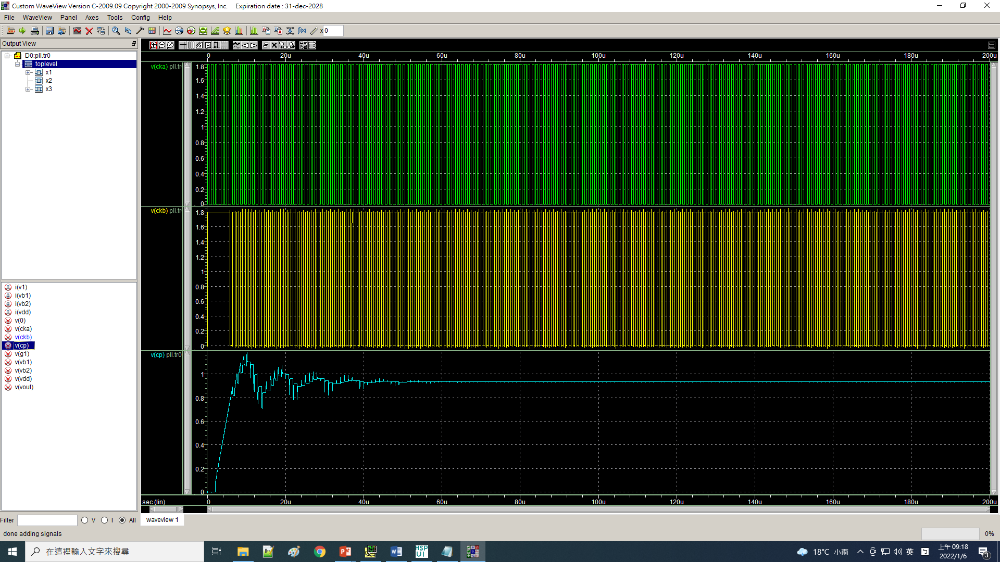 Custom WaveView Version C-2009.09 Copyright 2000-2009 Synopsys, Inc.    Expiration date : 31-dec-2028
File WaveView Panel Axes Tools Config Help
f(x) x 0
Output View
D0:pll.tr0
toplevel
x1
x2
x3
i(v1)
i(vb1)
i(vb2)
i(vdd)
v(0)
v(cka)
v(ckb)
v(cp)
v(g1)
v(vb1)
v(vb2)
v(vdd)
v(vout)
Filter V I All
done adding signals
0 20u 40u 60u 80u 100u 120u 140u 160u 180u 200u
v(cka) pll.tr
1.8
1.6
1.4
1.2
1
0.8
0.6
0.4
0.2
0
v(ckb) pll.tr
1.8
1.6
1.4
1.2
1
0.8
0.6
0.4
0.2
0
v(cp) pll.tr0
1
0.8
0.6
0.4
0.2
0
sec (lin) 0 20u 40u 60u 80u 100u 120u 140u 160u 180u 200u
waveview 1
0%
在這裡輸入文字來搜尋
HSP
UI
18°C 小雨
英
上午 09:18
2022/1/6
3